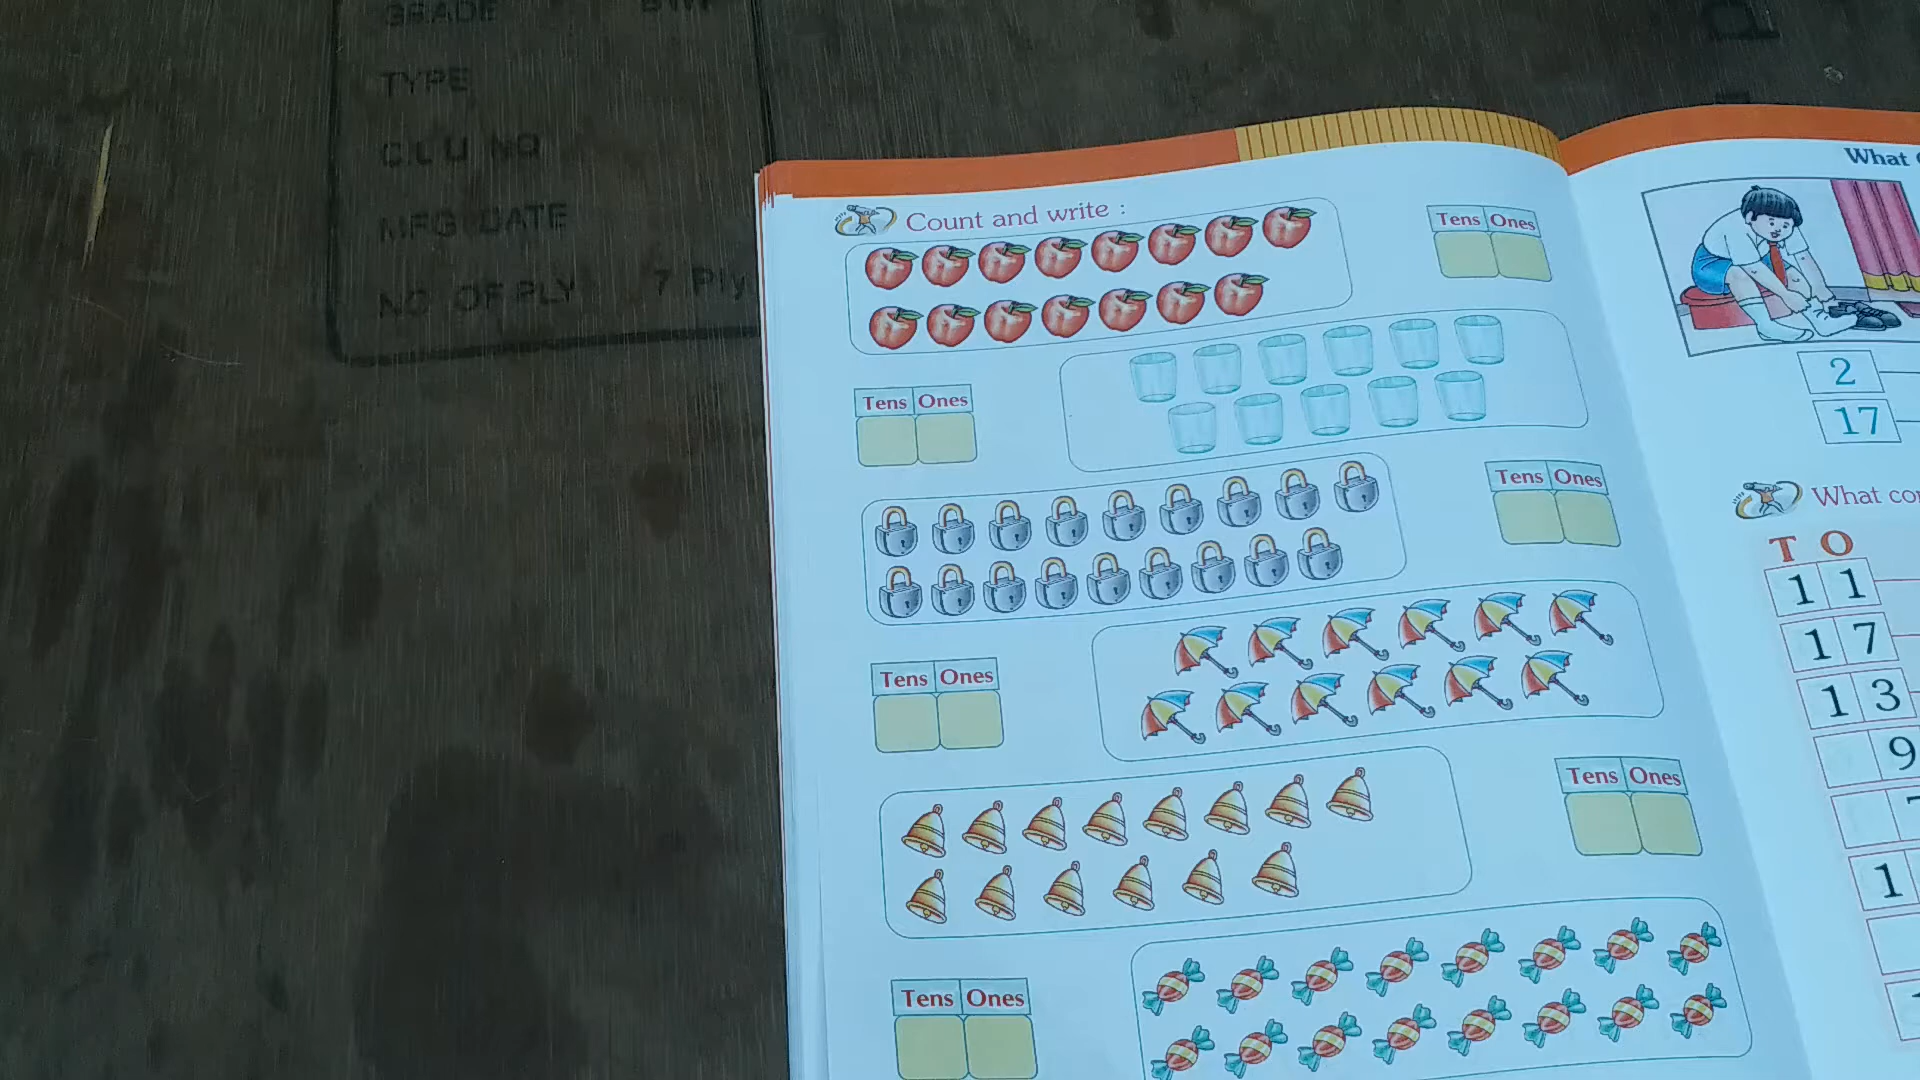 GRADE
TYPE
C.L.U NO
MFG DATE
NO OF PLY 7 Ply
Count and write :
Tens Ones
Tens Ones
Tens Ones
Tens Ones
Tens Ones
Tens Ones
What
2
17
What
T O
1 1
1 7
1 3
9
1